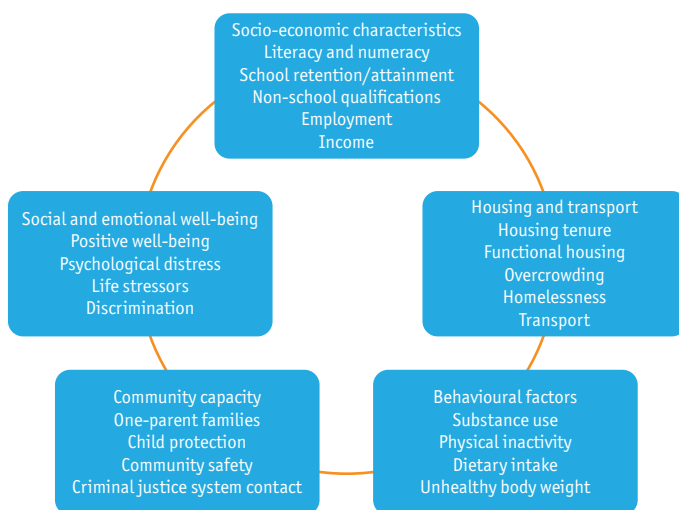 Socio-economic characteristics
Literacy and numeracy
School retention/attainment
Non-school qualifications
Employment
Income
Social and emotional well-being
Positive well-being
Psychological distress
Life stressors
Discrimination
Housing and transport
Housing tenure
Functional housing
Overcrowding
Homelessness
Transport
Community capacity
One-parent families
Child protection
Community safety
Criminal justice system contact
Behavioural factors
Substance use
Physical inactivity
Dietary intake
Unhealthy body weight